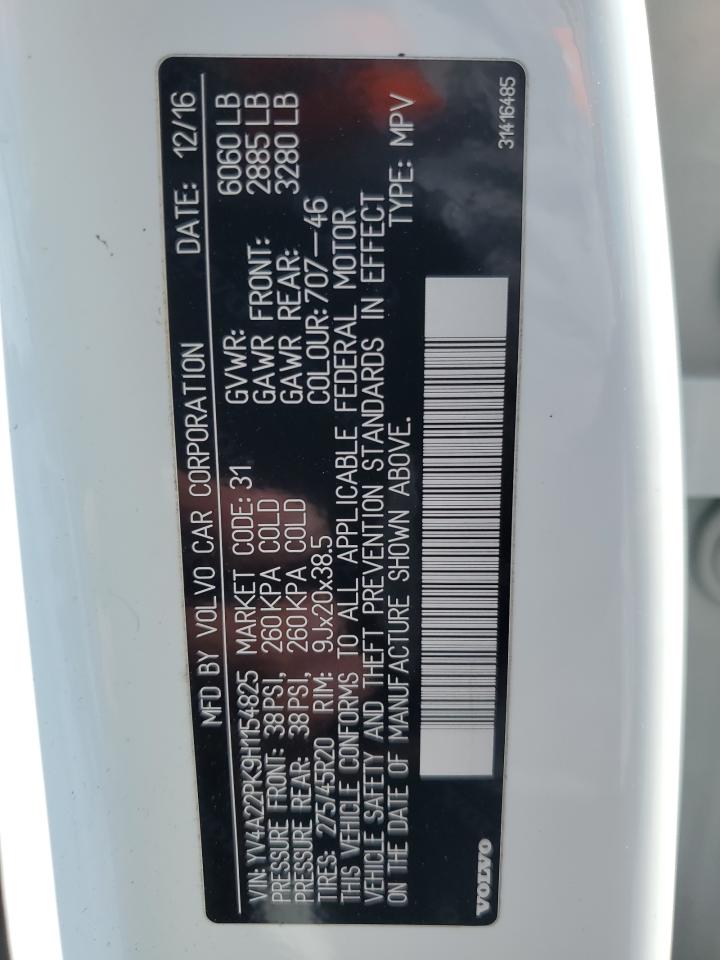 MFD BY VOLVO CAR CORPORATION DATE: 12/16
VIN: YV4A22PK9H1154825 MARKET CODE: 31 GVWR: 6060 LB
PRESSURE FRONT: 38PSI, 260KPA COLD GAWR FRONT: 2885 LB
PRESSURE REAR: 38PSI, 260KPA COLD GAWR REAR: 3280 LB
TIRES: 275/45R20 RIM: 9Jx20x38.5 COLOUR: 707-46
THIS VEHICLE CONFORMS TO ALL APPLICABLE FEDERAL MOTOR
VEHICLE SAFETY AND THEFT PREVENTION STANDARDS IN EFFECT
ON THE DATE OF MANUFACTURE SHOWN ABOVE. TYPE: MPV
VOLVO 31416485